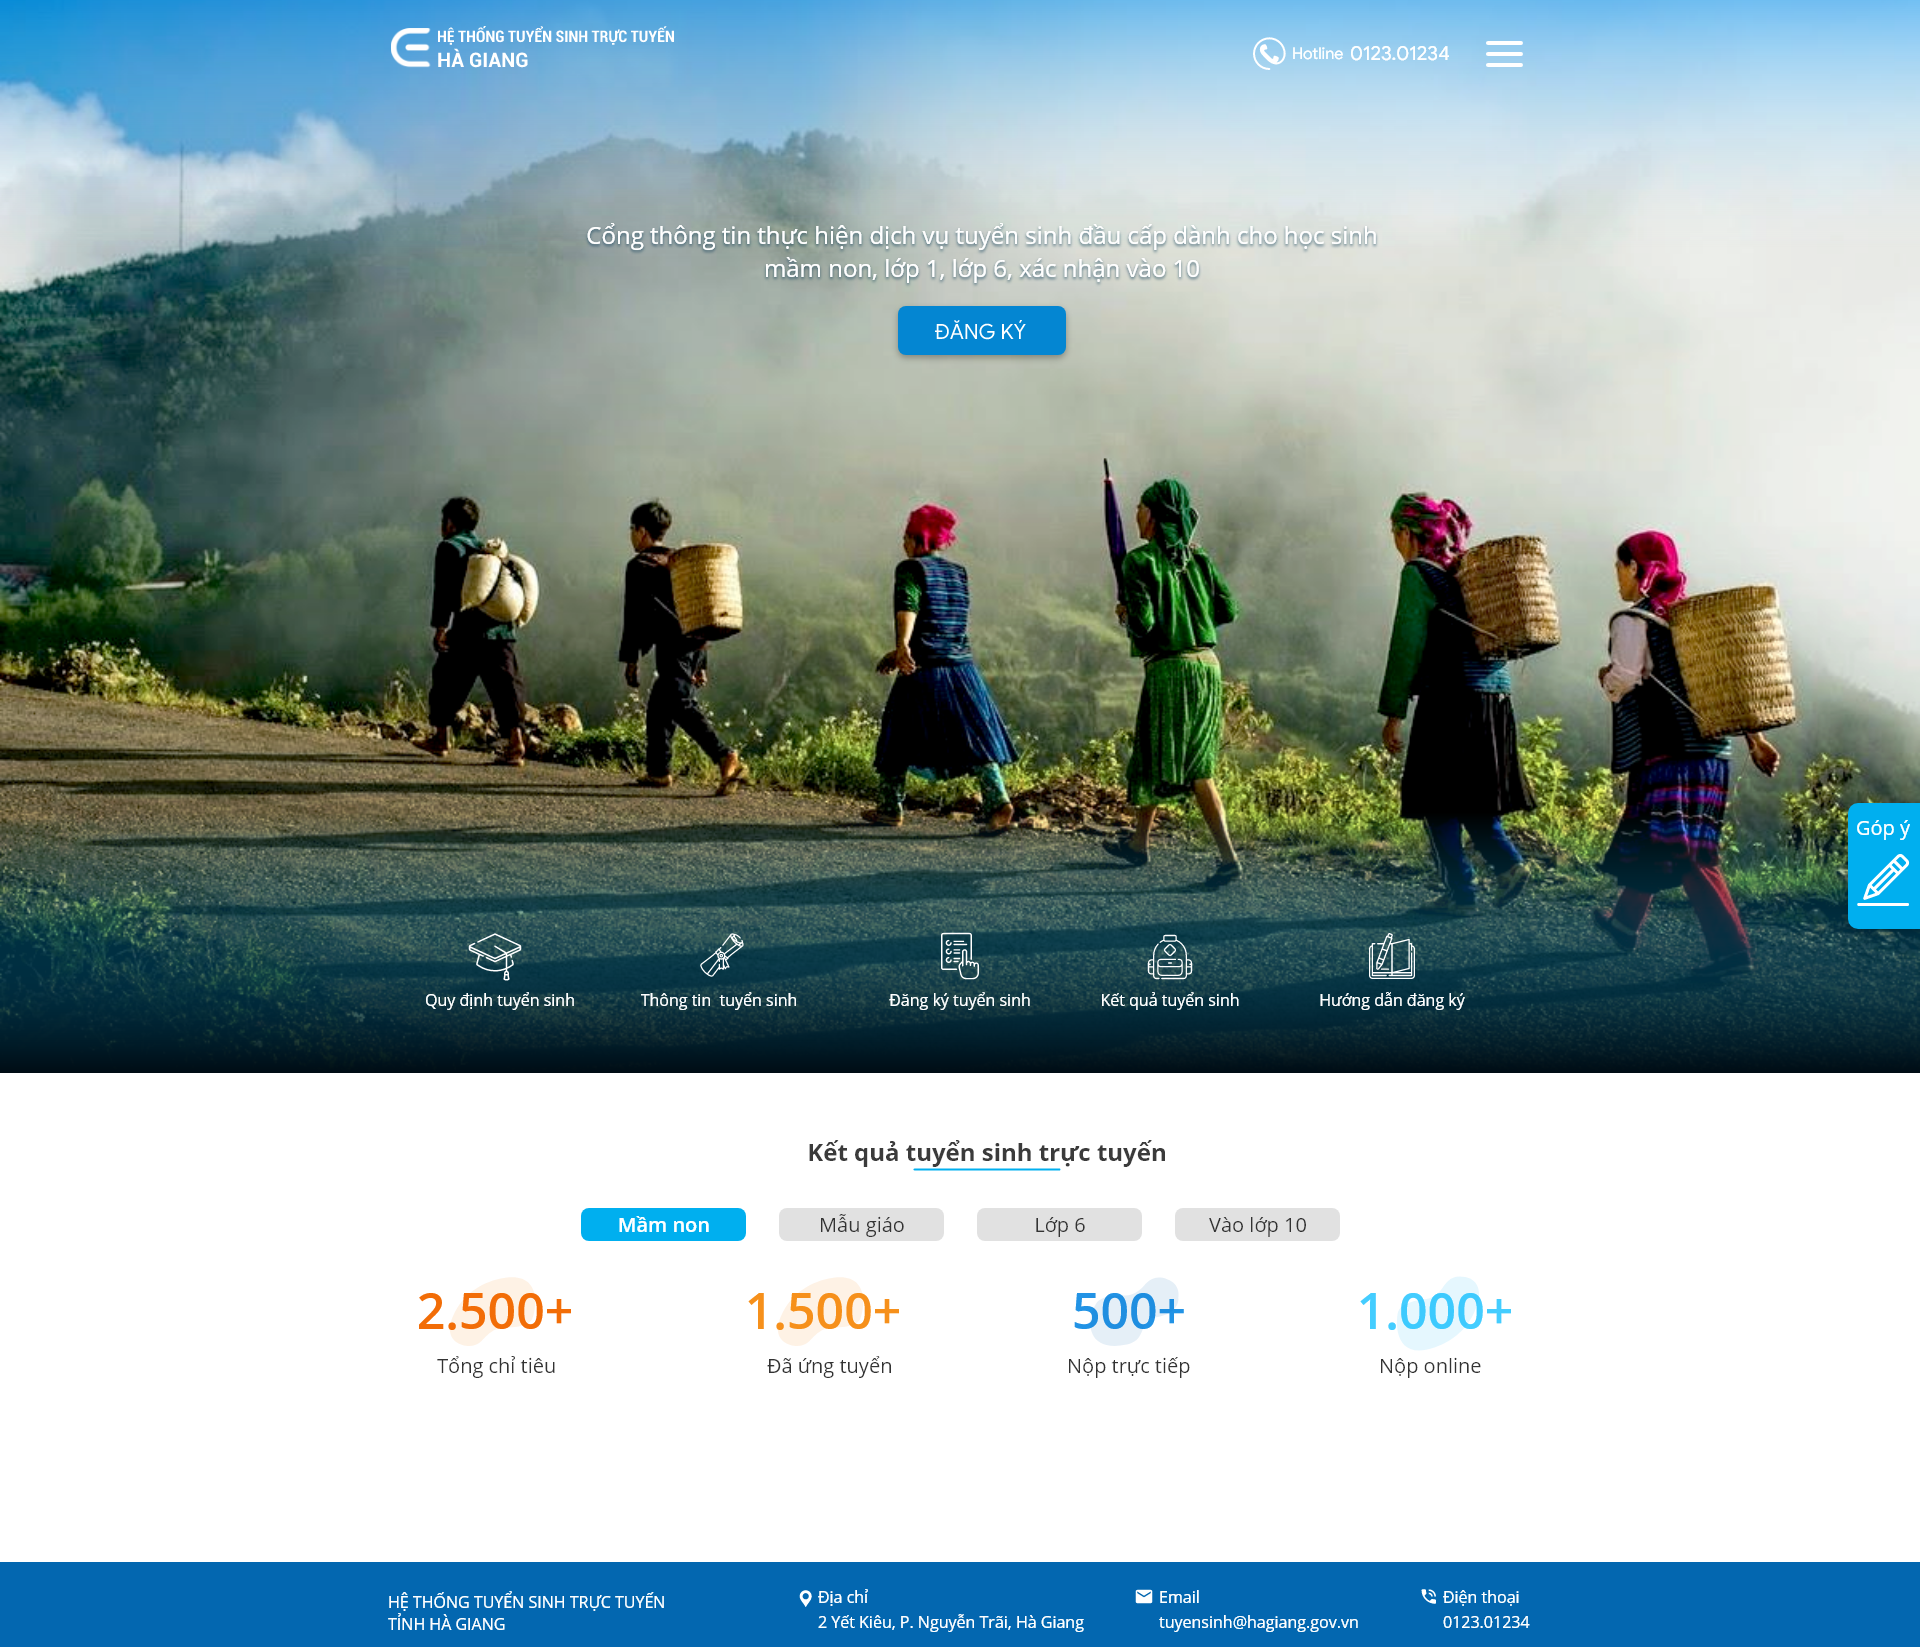 HỆ THỐNG TUYỂN SINH TRỰC TUYẾN
HÀ GIANG
Hotline 0123.01234
Cổng thông tin thực hiện dịch vụ tuyển sinh đầu cấp dành cho học sinh
mầm non, lớp 1, lớp 6, xác nhận vào 10
ĐĂNG KÝ
Góp ý
Quy định tuyển sinh
Thông tin  tuyển sinh
Đăng ký tuyển sinh
Kết quả tuyển sinh
Hướng dẫn đăng ký
Kết quả tuyển sinh trực tuyến
Mầm non
Mẫu giáo
Lớp 6
Vào lớp 10
2.500+
1.500+
500+
1.000+
Tổng chỉ tiêu
Đã ứng tuyển
Nộp trực tiếp
Nộp online
HỆ THỐNG TUYỂN SINH TRỰC TUYẾN
TỈNH HÀ GIANG
Địa chỉ
2 Yết Kiêu, P. Nguyễn Trãi, Hà Giang
Email
tuyensinh@hagiang.gov.vn
Điện thoại
0123.01234